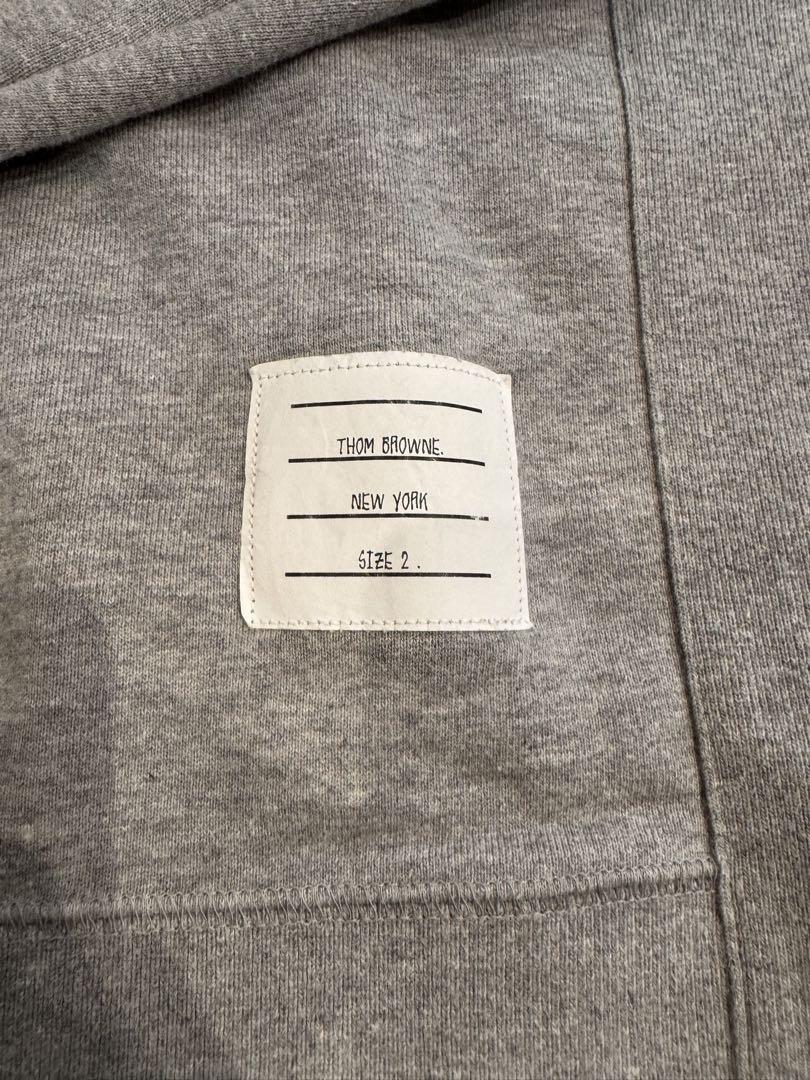 THOM BROWNE.
NEW YORK
SIZE 2 .